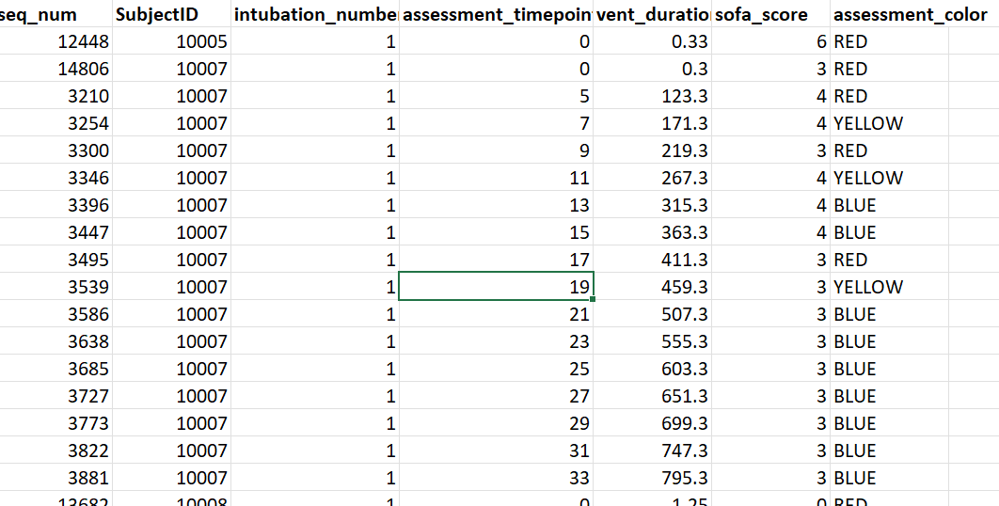 seq_num SubjectID intubation_numbe assessment_timepoin vent_duratio sofa_score assessment_color
12448 10005 1 0 0.33 6 RED
14806 10007 1 0 0.3 3 RED
3210 10007 1 5 123.3 4 RED
3254 10007 1 7 171.3 4 YELLOW
3300 10007 1 9 219.3 3 RED
3346 10007 1 11 267.3 4 YELLOW
3396 10007 1 13 315.3 4 BLUE
3447 10007 1 15 363.3 4 BLUE
3495 10007 1 17 411.3 3 RED
3539 10007 1 19 459.3 3 YELLOW
3586 10007 1 21 507.3 3 BLUE
3638 10007 1 23 555.3 3 BLUE
3685 10007 1 25 603.3 3 BLUE
3727 10007 1 27 651.3 3 BLUE
3773 10007 1 29 699.3 3 BLUE
3822 10007 1 31 747.3 3 BLUE
3881 10007 1 33 795.3 3 BLUE
13682 10008 1 0 1.25 0 RED